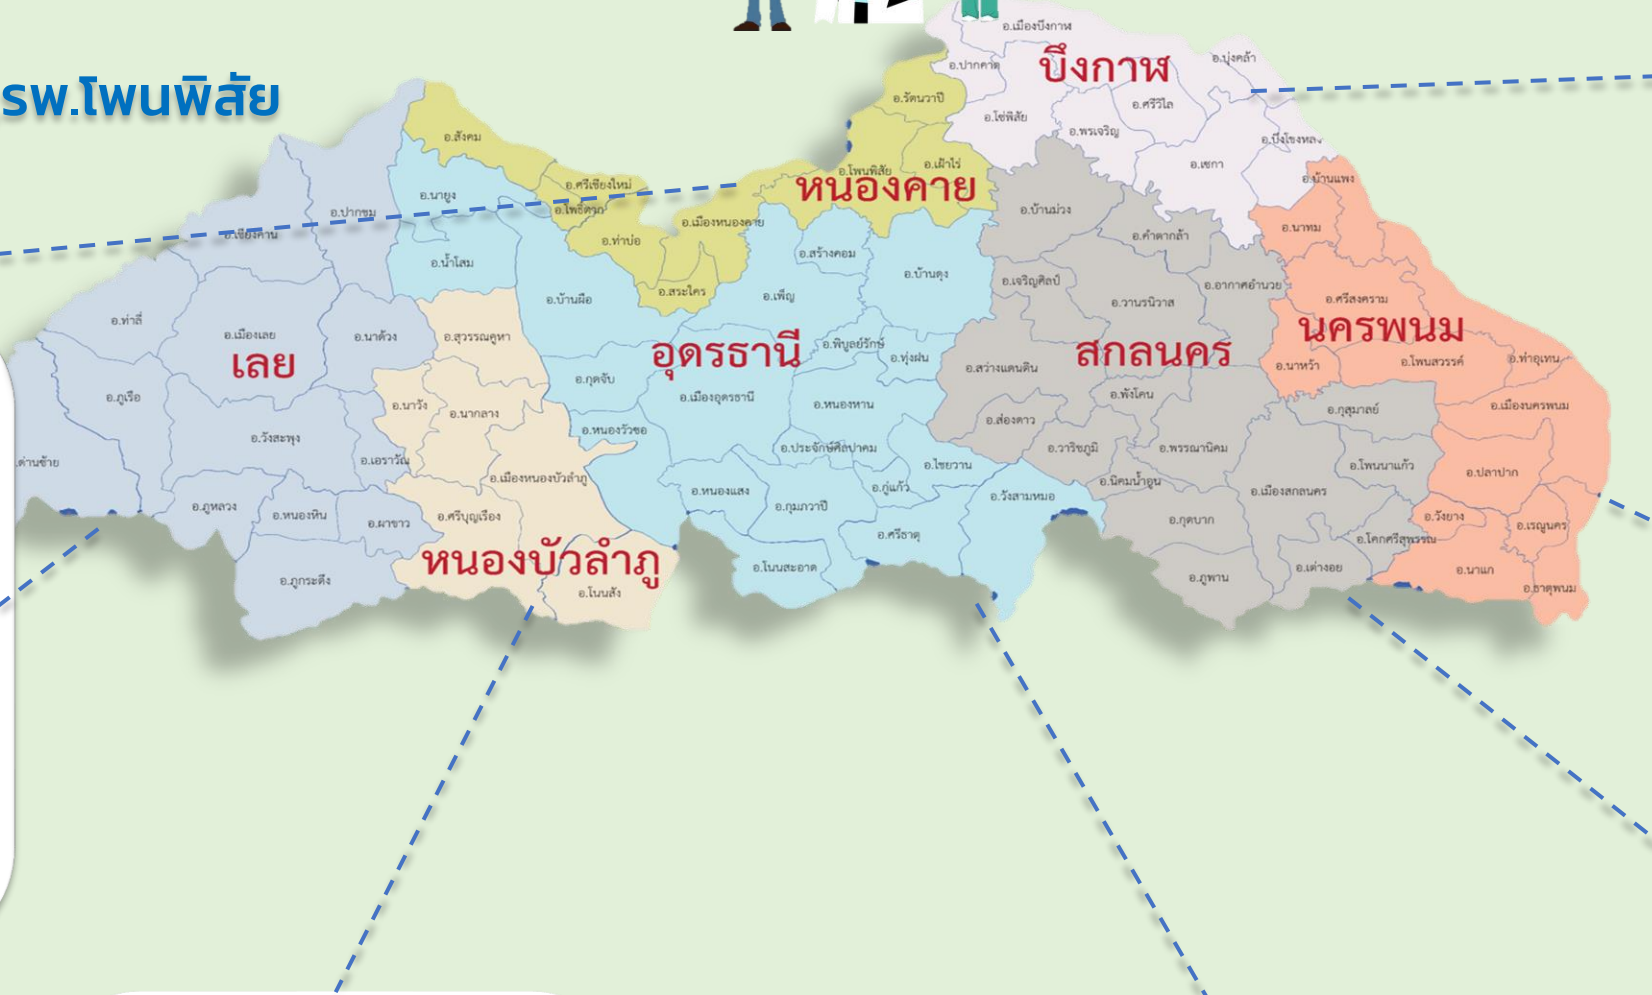 รพ.โพนพิสัย
อ.เมืองบึงกาฬ
อ.ปากคาด
บึงกาฬ
อ.บุ่งคล้า
อ.รัตนวาปี
อ.โซ่พิสัย
อ.ศรีวิไล
อ.พรเจริญ
อ.บึงโขงหลง
อ.เซกา
อ.สังคม
อ.เฝ้าไร่
อ.โพนพิสัย
หนองคาย
อ.ศรีเชียงใหม่
อ.โพธิ์ตาก
อ.เมืองหนองคาย
อ.ท่าบ่อ
อ.สระใคร
อ.บ้านแพง
อ.นาทม
อ.ศรีสงคราม
นครพนม
อ.นาหว้า
อ.โพนสวรรค์
อ.ท่าอุเทน
อ.เมืองนครพนม
อ.ปลาปาก
อ.วังยาง
อ.เรณูนคร
อ.นาแก
อ.ธาตุพนม
อ.ปากชม
อ.เชียงคาน
อ.ท่าลี่
อ.เมืองเลย
เลย
อ.นาด้วง
อ.ภูเรือ
อ.วังสะพุง
อ.ด่านซ้าย
อ.เอราวัณ
อ.ภูหลวง
อ.หนองหิน
อ.ผาขาว
อ.ภูกระดึง
อ.นายูง
อ.น้ำโสม
อ.บ้านผือ
อ.สร้างคอม
อ.เพ็ญ
อ.บ้านดุง
อุดรธานี
อ.พิบูลย์รักษ์
อ.ทุ่งฝน
อ.กุดจับ
อ.เมืองอุดรธานี
อ.หนองหาน
อ.หนองวัวซอ
อ.ประจักษ์ศิลปาคม
อ.ไชยวาน
อ.หนองแสง
อ.กุมภวาปี
อ.กู่แก้ว
อ.วังสามหมอ
อ.ศรีธาตุ
อ.โนนสะอาด
อ.สุวรรณคูหา
อ.นาวัง
อ.นากลาง
อ.เมืองหนองบัวลำภู
อ.ศรีบุญเรือง
หนองบัวลำภู
อ.โนนสัง
อ.บ้านม่วง
อ.คำตากล้า
อ.เจริญศิลป์
อ.วานรนิวาส
อ.อากาศอำนวย
สกลนคร
อ.สว่างแดนดิน
อ.พังโคน
อ.ส่องดาว
อ.กุสุมาลย์
อ.วาริชภูมิ
อ.พรรณานิคม
อ.โพนนาแก้ว
อ.นิคมน้ำอูน
อ.เมืองสกลนคร
อ.กุดบาก
อ.โคกศรีสุพรรณ
อ.ภูพาน
อ.เต่างอย